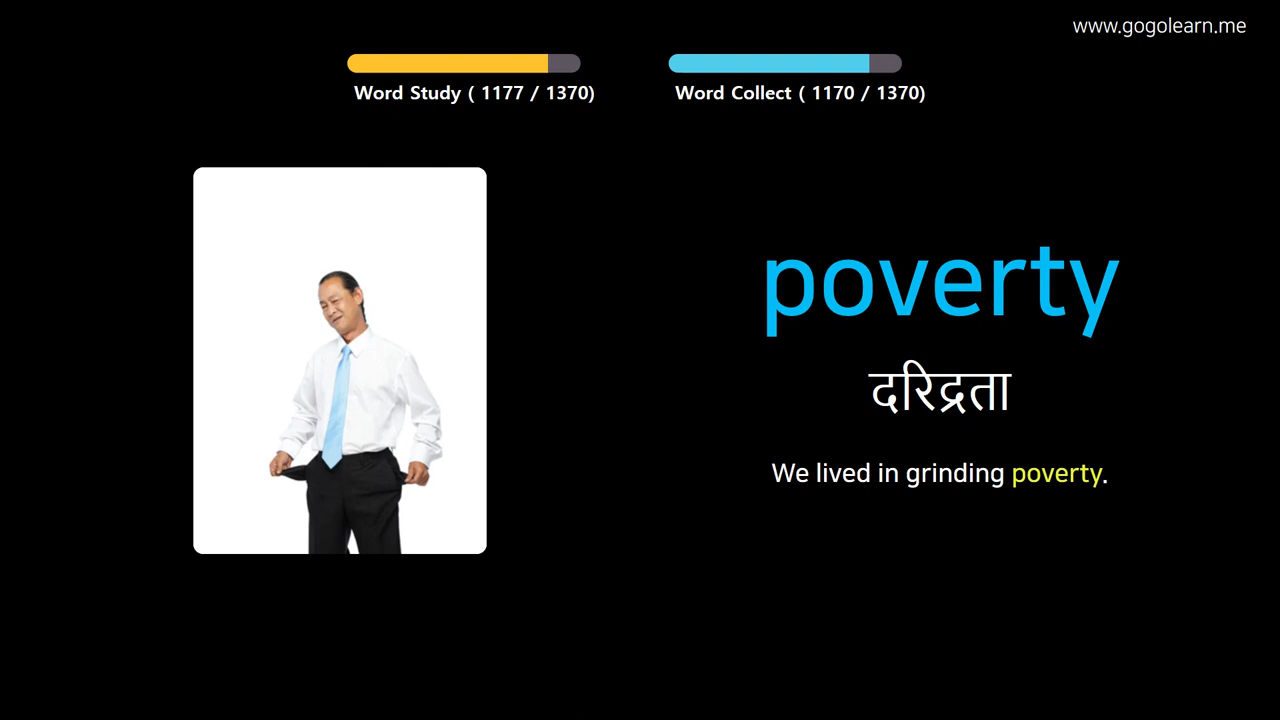 www.gogolearn.me
Word Study ( 1177 / 1370)
Word Collect ( 1170 / 1370)
poverty
दरिद्रता
We lived in grinding poverty.